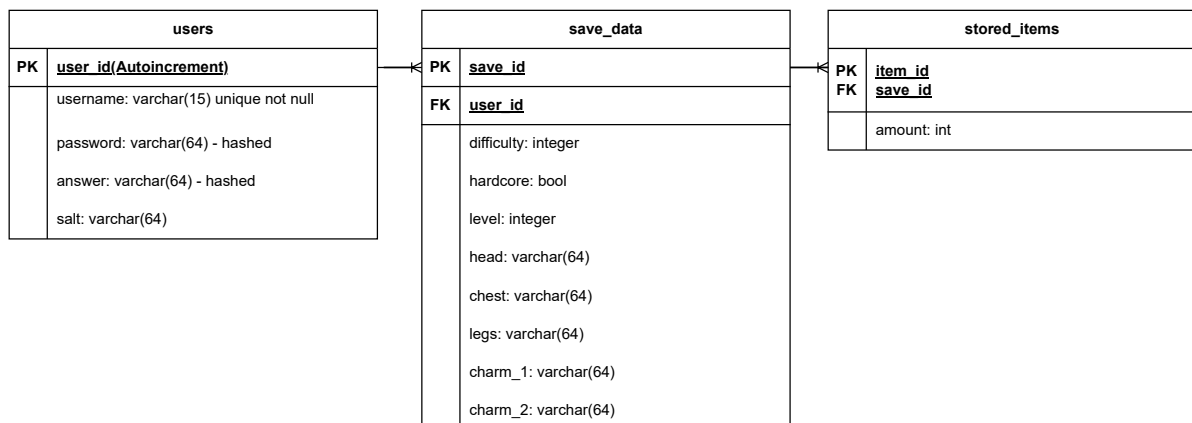 users
PK user_id(Autoincrement)
username: varchar(15) unique not null
password: varchar(64) - hashed
answer: varchar(64) - hashed
salt: varchar(64)
save_data
PK save_id
FK user_id
difficulty: integer
hardcore: bool
level: integer
head: varchar(64)
chest: varchar(64)
legs: varchar(64)
charm_1: varchar(64)
charm_2: varchar(64)
stored_items
PK item_id
FK save_id
amount: int